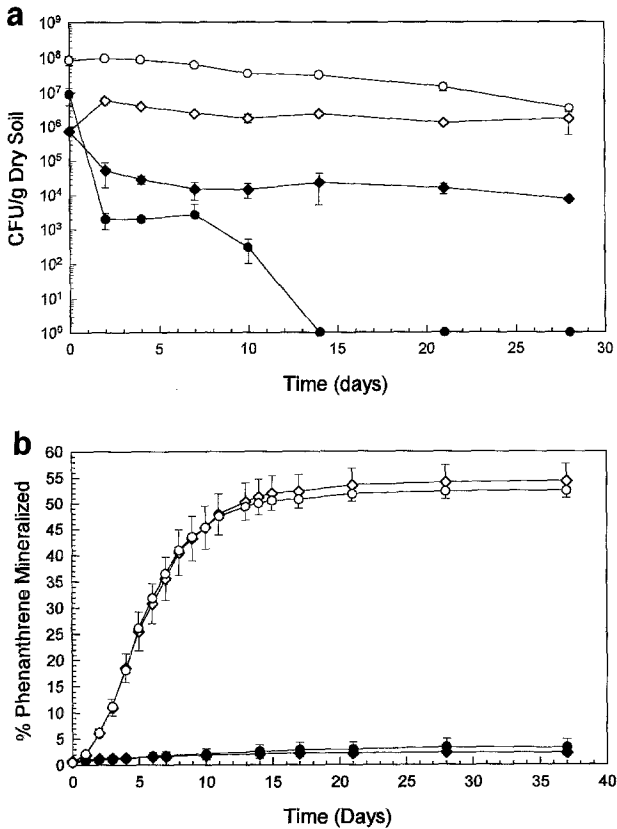 a
CFU/g Dry Soil
10⁹
10⁸
10⁷
10⁶
10⁵
10⁴
10³
10²
10¹
10⁰
0 5 10 15 20 25 30
Time (days)
b
% Phenanthrene Mineralized
60
55
50
45
40
35
30
25
20
15
10
5
0
0 5 10 15 20 25 30 35 40
Time (Days)